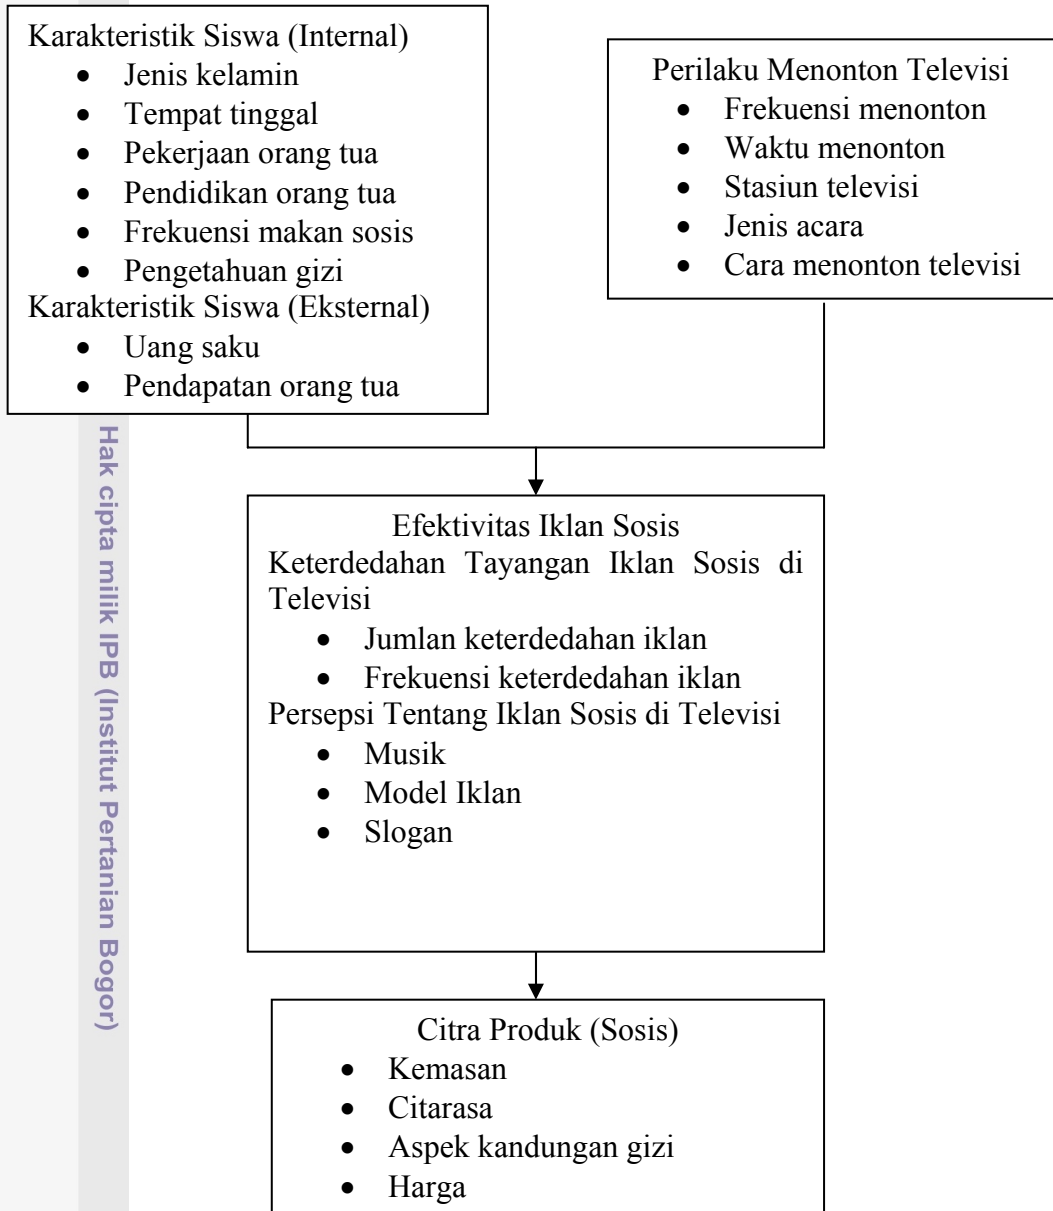 Karakteristik Siswa (Internal)
• Jenis kelamin
• Tempat tinggal
• Pekerjaan orang tua
• Pendidikan orang tua
• Frekuensi makan sosis
• Pengetahuan gizi
Karakteristik Siswa (Eksternal)
• Uang saku
• Pendapatan orang tua
Perilaku Menonton Televisi
• Frekuensi menonton
• Waktu menonton
• Stasiun televisi
• Jenis acara
• Cara menonton televisi
Efektivitas Iklan Sosis
Keterdedahan Tayangan Iklan Sosis di
Televisi
• Jumlan keterdedahan iklan
• Frekuensi keterdedahan iklan
Persepsi Tentang Iklan Sosis di Televisi
• Musik
• Model Iklan
• Slogan
Citra Produk (Sosis)
• Kemasan
• Citarasa
• Aspek kandungan gizi
• Harga
Hak cipta milik IPB (Institut Pertanian Bogor)